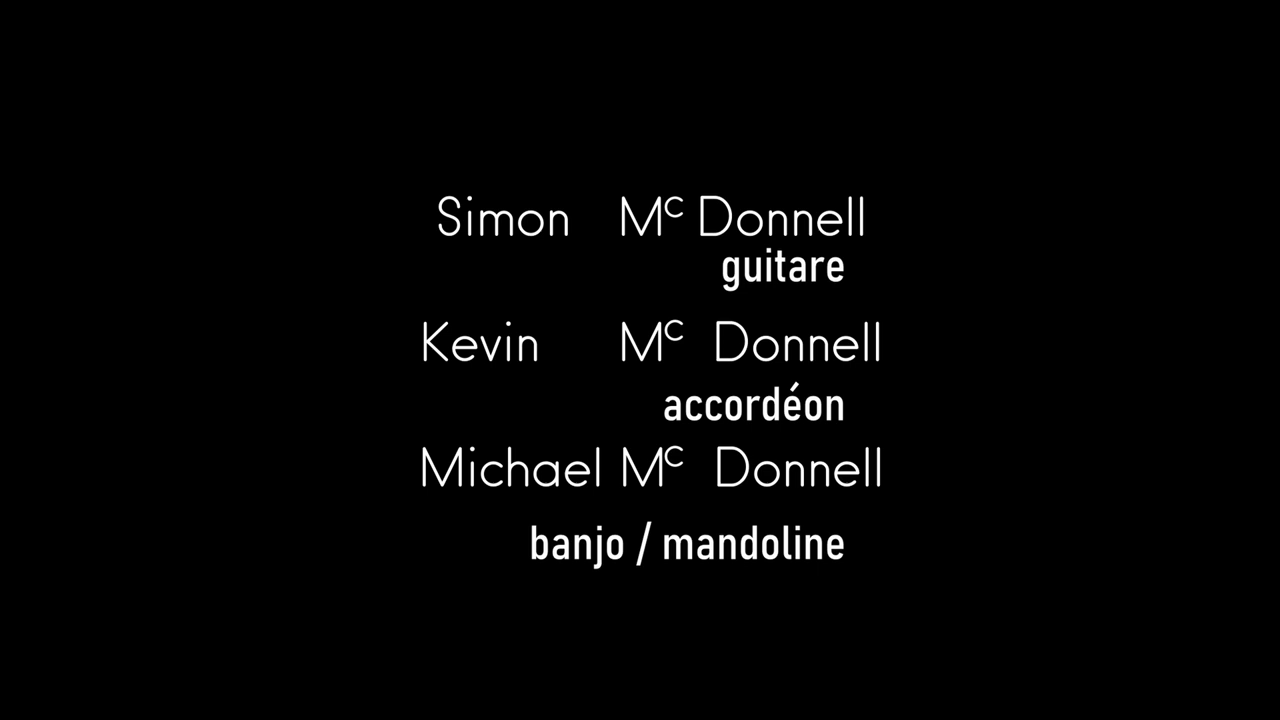 Simon Mc Donnell
guitare
Kevin Mc Donnell
accordéon
Michael Mc Donnell
banjo / mandoline